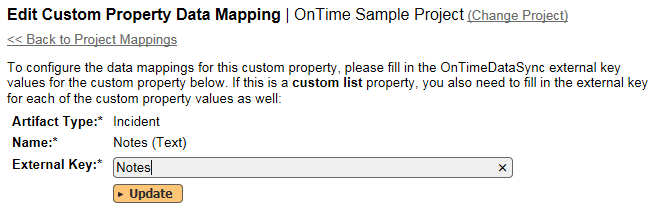 Edit Custom Property Data Mapping | OnTime Sample Project (Change Project)
<< Back to Project Mappings
To configure the data mappings for this custom property, please fill in the OnTimeDataSync external key
values for the custom property below. If this is a custom list property, you also need to fill in the external key
for each of the custom property values as well:
Artifact Type:* Incident
Name:* Notes (Text)
External Key:* Notes ×
▸ Update